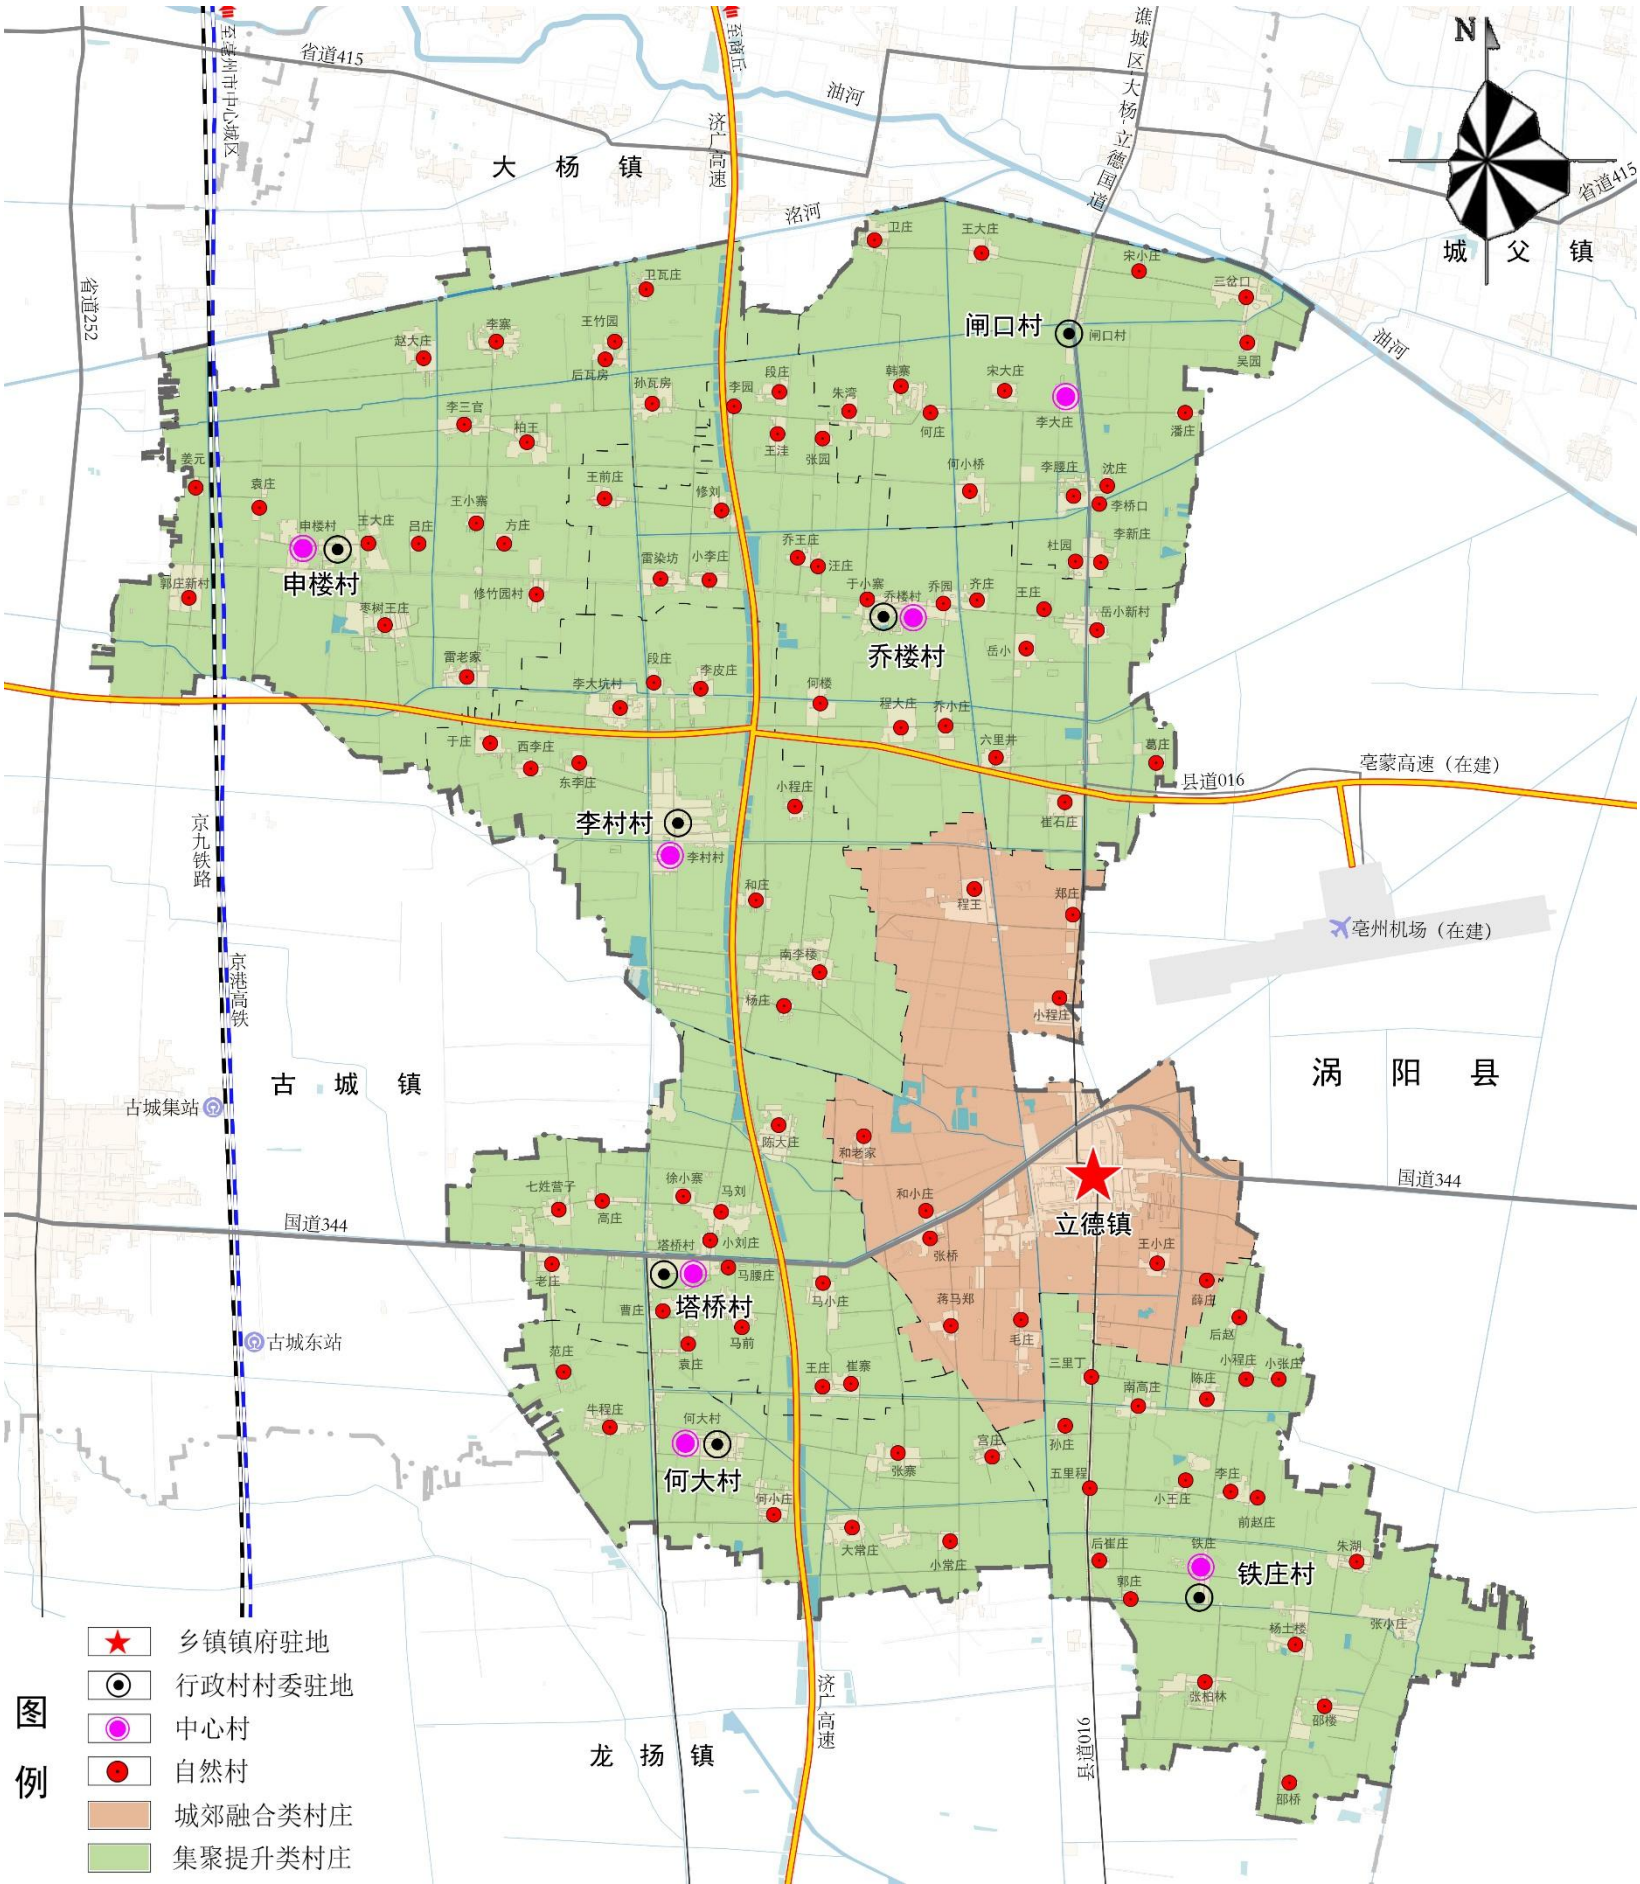 至亳州市中心城区
至商丘
谯城区-大杨-立德国道
N
省道415
油河
济广高速
大杨镇
洺河
省道415
城父镇
卫庄
王大庄
宋小庄
三岔口
卫瓦庄
省道252
李寨
王竹园
赵大庄
闸口村
闸口村
油河
吴园
后瓦房
孙瓦房
李园
段庄
韩寨
宋大庄
朱湾
李三官
柏王
何庄
李大庄
潘庄
王洼
张园
姜元
袁庄
王前庄
修刘
何小桥
李腰庄
沈庄
李桥口
王小寨
方庄
申楼村
王大庄
吕庄
李新庄
杜园
乔王庄
汪庄
雷染坊
小李庄
申楼村
郭庄新村
修竹园村
于小寨
乔楼村
乔园
齐庄
王庄
岳小新村
枣树王庄
乔楼村
岳小
雷老家
段庄
李皮庄
李大坑村
何楼
程大庄
乔小庄
于庄
西李庄
东李庄
六里井
葛庄
亳蒙高速（在建）
县道016
小程庄
崔石庄
李村村
李村村
京九铁路
和庄
程王
郑庄
亳州机场（在建）
南李楼
京港高铁
杨庄
小程庄
古城镇
涡阳县
古城集站
陈大庄
和老家
七姓营子
高庄
徐小寨
马刘
和小庄
国道344
国道344
立德镇
塔桥村
小刘庄
张桥
王小庄
老庄
马腰庄
马小庄
薛庄
曹庄
塔桥村
蒋马郑
后赵
古城东站
马前
毛庄
范庄
袁庄
王庄
崔寨
三里丁
小程庄
小张庄
陈庄
南高庄
牛程庄
何大村
宫庄
孙庄
张寨
何大村
五里程
李庄
小王庄
何小庄
前赵庄
大常庄
小常庄
后崔庄
铁庄
朱湖
铁庄村
郭庄
张小庄
杨土楼
张柏林
邵楼
济广高速
龙扬镇
县道016
邵桥
图例
乡镇镇府驻地
行政村村委驻地
中心村
自然村
城郊融合类村庄
集聚提升类村庄